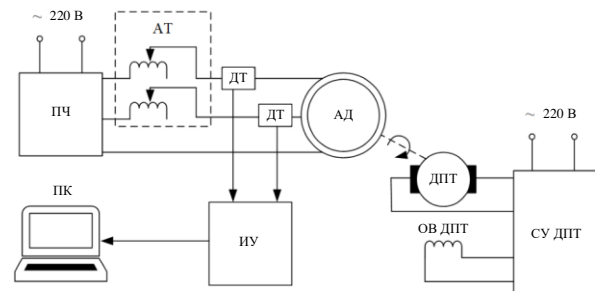 ~ 220 В
АТ
ПЧ
ДТ
ДТ
АД
~ 220 В
ДПТ
ПК
ИУ
ОВ ДПТ
СУ ДПТ